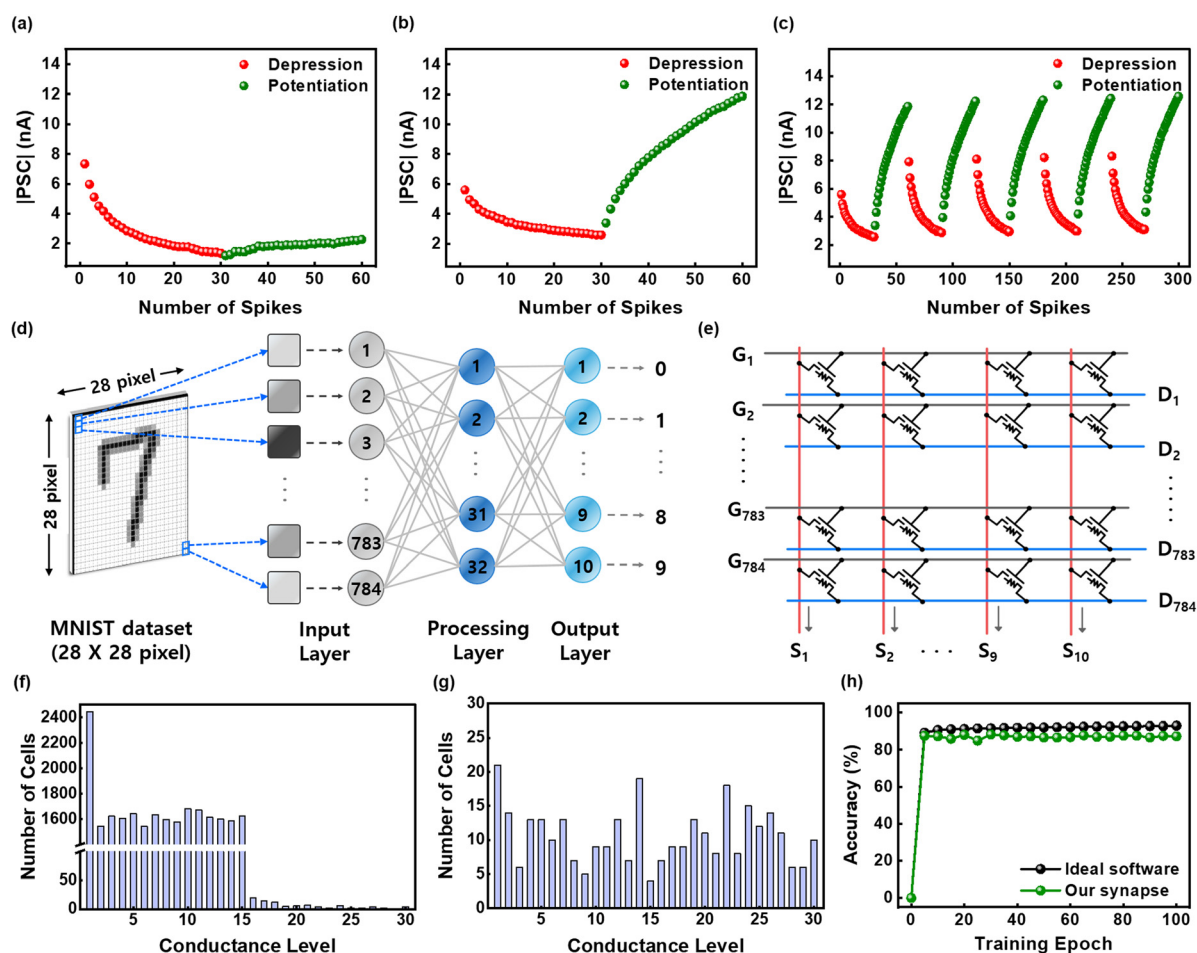 (a)
14
12
10
8
6
4
2
0
|PSC| (nA)
Depression
Potentiation
0 10 20 30 40 50 60
Number of Spikes
(b)
14
12
10
8
6
4
2
0
|PSC| (nA)
Depression
Potentiation
0 10 20 30 40 50 60
Number of Spikes
(c)
14
12
10
8
6
4
2
|PSC| (nA)
Depression
Potentiation
0 50 100 150 200 250 300
Number of Spikes
(d)
28 pixel
28 pixel
1
2
3
783
784
1
2
31
32
1
2
9
10
0
1
8
9
MNIST dataset
(28 X 28 pixel)
Input
Layer
Processing
Layer
Output
Layer
(e)
G1
D1
G2
D2
G783
D783
G784
D784
S1 S2 S9 S10
(f)
2400
2200
2000
1800
1600
50
0
Number of Cells
5 10 15 20 25 30
Conductance Level
(g)
30
25
20
15
10
5
0
Number of Cells
5 10 15 20 25 30
Conductance Level
(h)
100
80
60
40
20
0
Accuracy (%)
Ideal software
Our synapse
0 20 40 60 80 100
Training Epoch